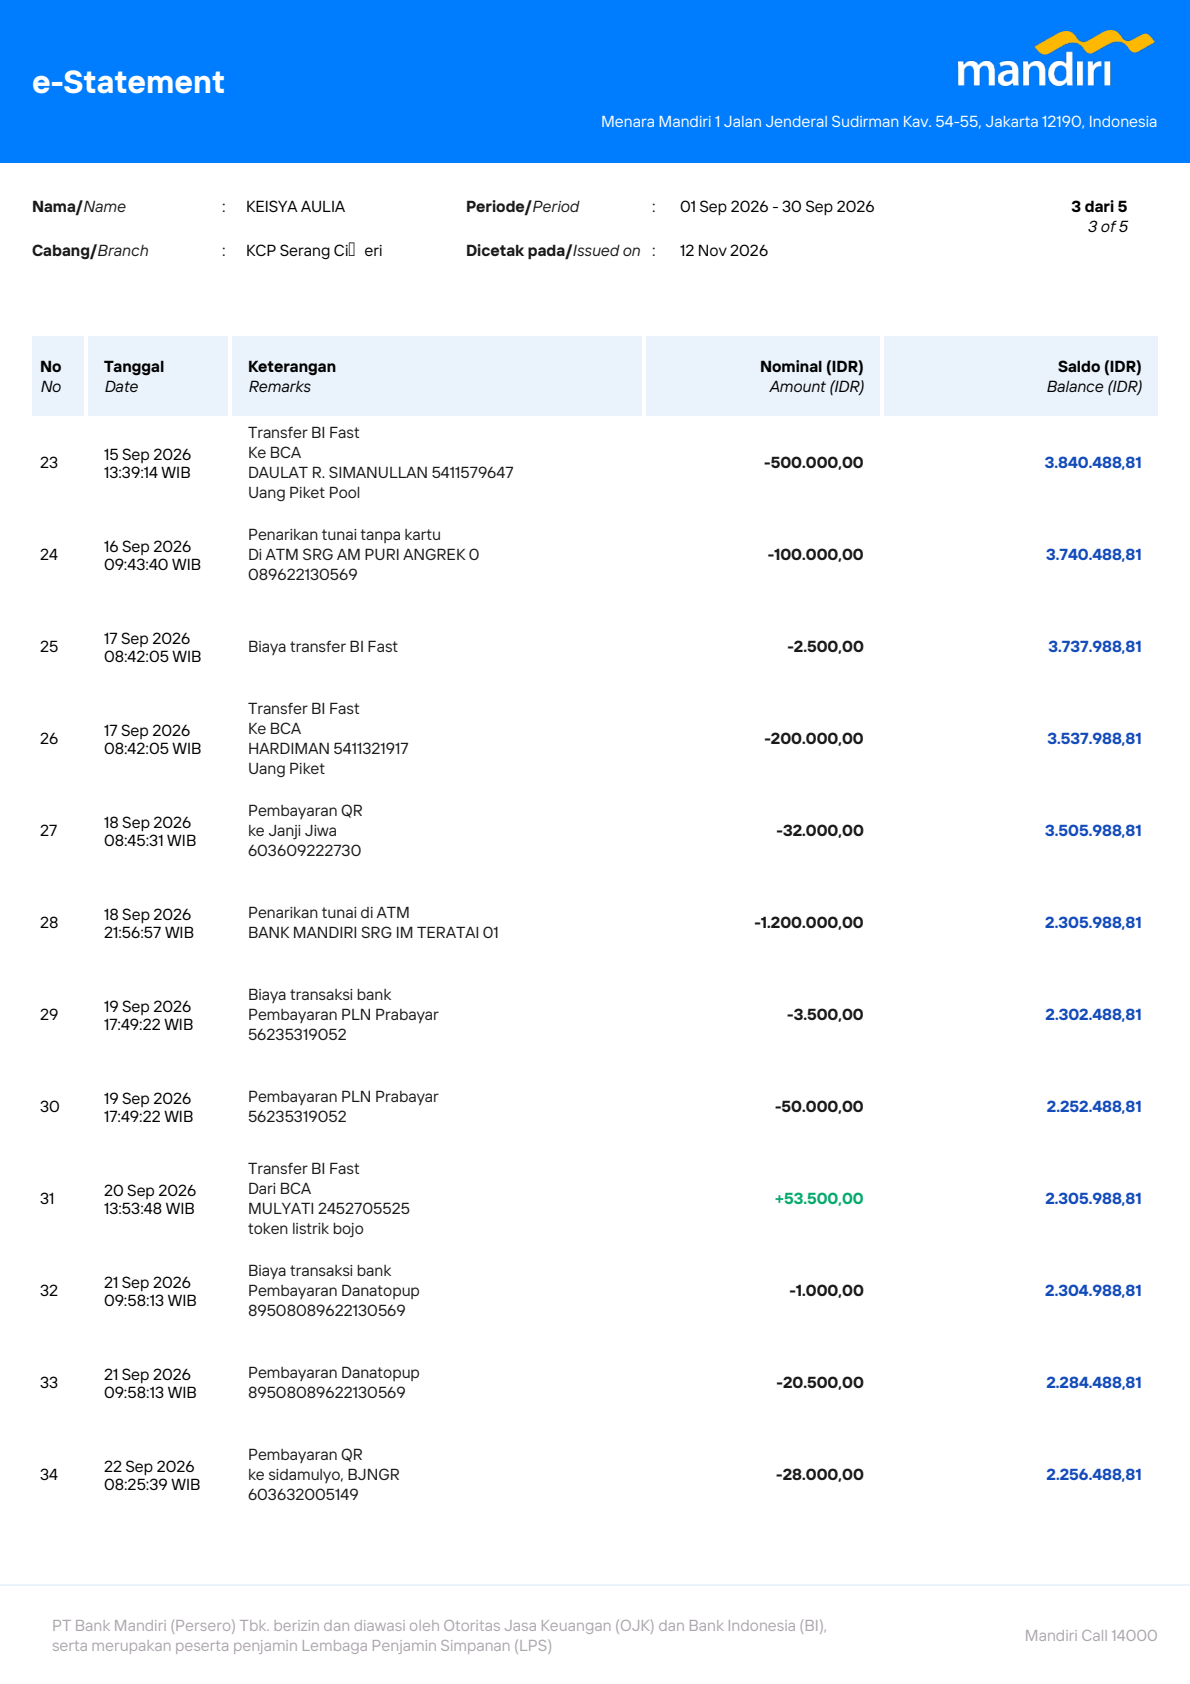 e-Statement
mandiri
Menara Mandiri 1 Jalan Jenderal Sudirman Kav. 54-55, Jakarta 12190, Indonesia
Nama/Name : KEISYA AULIA Periode/Period : 01 Sep 2026 - 30 Sep 2026 3 dari 5
3 of 5
Cabang/Branch : KCP Serang Ci▯ eri Dicetak pada/Issued on : 12 Nov 2026
No Tanggal Keterangan Nominal (IDR) Saldo (IDR)
No Date Remarks Amount (IDR) Balance (IDR)
23 15 Sep 2026 13:39:14 WIB Transfer BI Fast -500.000,00 3.840.488,81
Ke BCA
DAULAT R. SIMANULLAN 5411579647
Uang Piket Pool
24 16 Sep 2026 09:43:40 WIB Penarikan tunai tanpa kartu -100.000,00 3.740.488,81
Di ATM SRG AM PURI ANGREK 0
089622130569
25 17 Sep 2026 08:42:05 WIB Biaya transfer BI Fast -2.500,00 3.737.988,81
26 17 Sep 2026 08:42:05 WIB Transfer BI Fast -200.000,00 3.537.988,81
Ke BCA
HARDIMAN 5411321917
Uang Piket
27 18 Sep 2026 08:45:31 WIB Pembayaran QR -32.000,00 3.505.988,81
ke Janji Jiwa
603609222730
28 18 Sep 2026 21:56:57 WIB Penarikan tunai di ATM -1.200.000,00 2.305.988,81
BANK MANDIRI SRG IM TERATAI 01
29 19 Sep 2026 17:49:22 WIB Biaya transaksi bank -3.500,00 2.302.488,81
Pembayaran PLN Prabayar
56235319052
30 19 Sep 2026 17:49:22 WIB Pembayaran PLN Prabayar -50.000,00 2.252.488,81
56235319052
31 20 Sep 2026 13:53:48 WIB Transfer BI Fast +53.500,00 2.305.988,81
Dari BCA
MULYATI 2452705525
token listrik bojo
32 21 Sep 2026 09:58:13 WIB Biaya transaksi bank -1.000,00 2.304.988,81
Pembayaran Danatopup
89508089622130569
33 21 Sep 2026 09:58:13 WIB Pembayaran Danatopup -20.500,00 2.284.488,81
89508089622130569
34 22 Sep 2026 08:25:39 WIB Pembayaran QR -28.000,00 2.256.488,81
ke sidamulyo, BJNGR
603632005149
PT Bank Mandiri (Persero) Tbk. berizin dan diawasi oleh Otoritas Jasa Keuangan (OJK) dan Bank Indonesia (BI),
serta merupakan peserta penjamin Lembaga Penjamin Simpanan (LPS)
Mandiri Call 14000